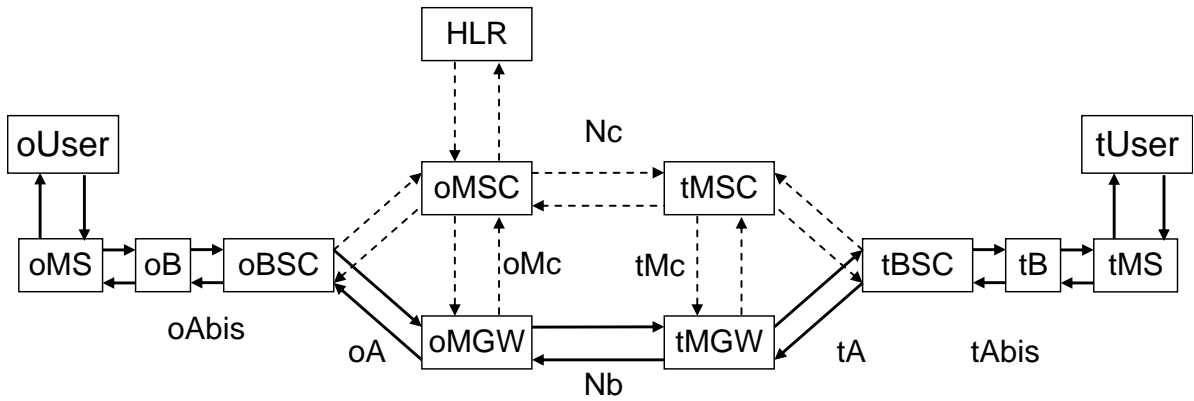 HLR
Nc
oUser
tUser
oMSC
tMSC
oMS
oB
oBSC
oMc
tMc
tBSC
tB
tMS
oAbis
oA
oMGW
tMGW
tA
tAbis
Nb